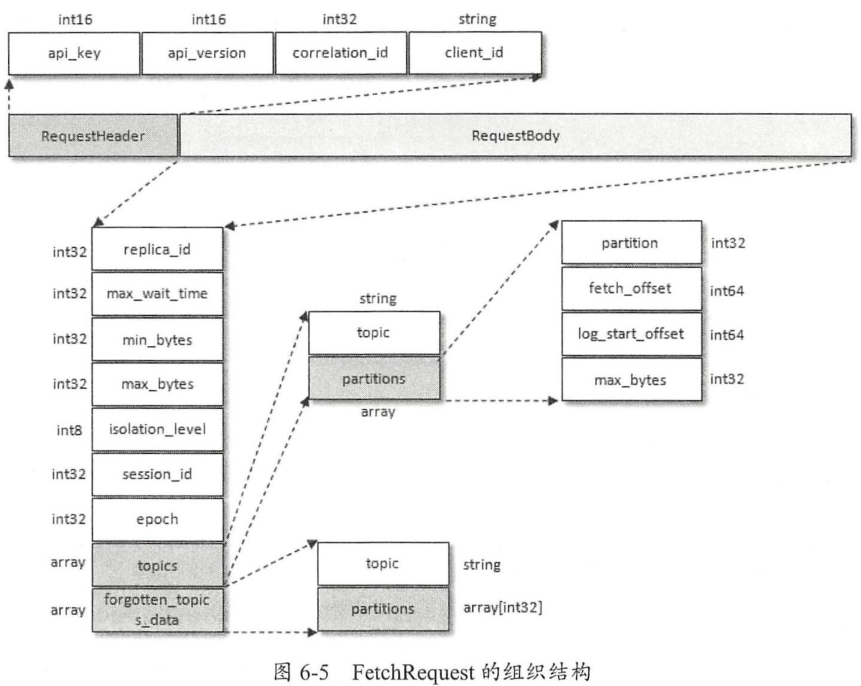 int16 int16 int32 string
api_key api_version correlation_id client_id
RequestHeader RequestBody
int32 replica_id
int32 max_wait_time
int32 min_bytes
int32 max_bytes
int8 isolation_level
int32 session_id
int32 epoch
array topics
array forgotten_topic
s_data
string
topic
partitions
array
partition int32
fetch_offset int64
log_start_offset int64
max_bytes int32
topic string
partitions array[int32]
图 6-5 FetchRequest 的组织结构